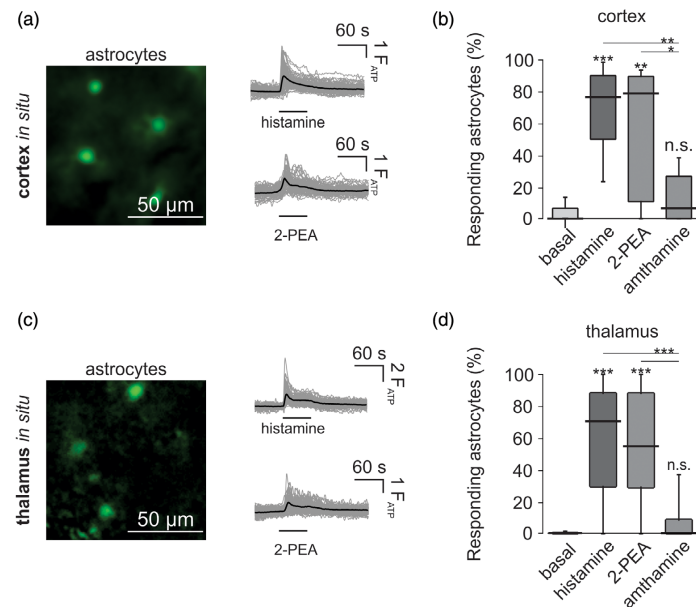 (a)
astrocytes
cortex in situ
50 µm
60 s
1 F ATP
histamine
60 s
1 F ATP
2-PEA
(b)
cortex
Responding astrocytes (%)
100
80
60
40
20
0
**
*
***
**
n.s.
basal
histamine
2-PEA
amthamine
(c)
astrocytes
thalamus in situ
50 µm
60 s
2 F ATP
histamine
60 s
1 F ATP
2-PEA
(d)
thalamus
Responding astrocytes (%)
100
80
60
40
20
0
***
***
***
n.s.
basal
histamine
2-PEA
amthamine